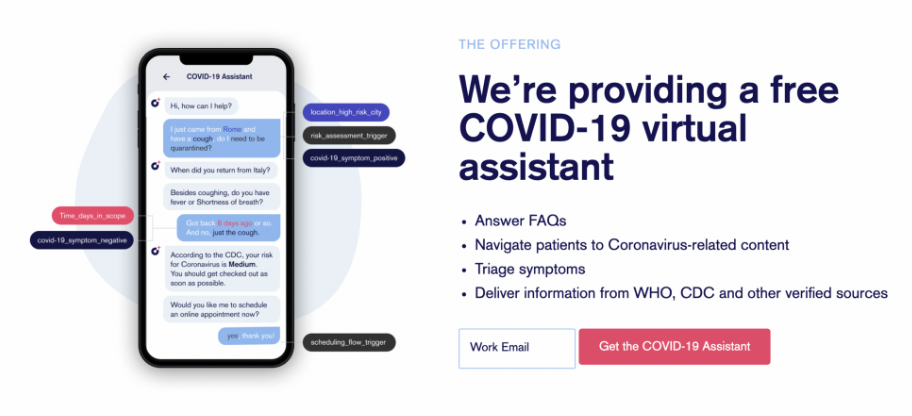 COVID-19 Assistant
Hi, how can I help?
I just came from Rome and
have a cough, do I need to be
quarantined?
location_high_risk_city
risk_assessment_trigger
covid-19_symptom_positive
When did you return from Italy?
Besides coughing, do you have
fever or Shortness of breath?
Time_days_in_scope
covid-19_symptom_negative
Got back 6 days ago or so.
And no, just the cough.
According to the CDC, your risk
for Coronavirus is Medium.
You should get checked out as
soon as possible.
Would you like me to schedule
an online appointment now?
yes, thank you!
scheduling_flow_trigger
THE OFFERING
We're providing a free
COVID-19 virtual
assistant
• Answer FAQs
• Navigate patients to Coronavirus-related content
• Triage symptoms
• Deliver information from WHO, CDC and other verified sources
Work Email
Get the COVID-19 Assistant